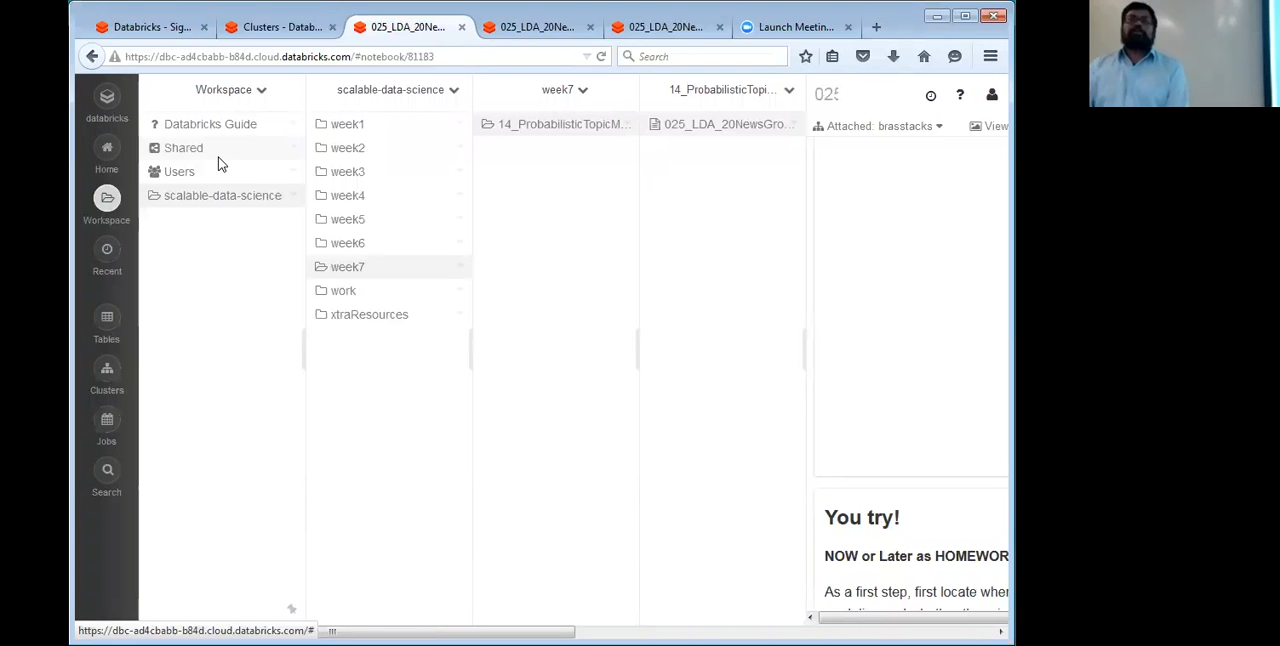 Databricks - Sig...
Clusters - Datab...
025_LDA_20Ne...
025_LDA_20Ne...
025_LDA_20Ne...
Launch Meetin...
https://dbc-ad4cbabb-b84d.cloud.databricks.com/#notebook/81183
Search
databricks
Home
Workspace
Recent
Tables
Clusters
Jobs
Search
Workspace
Databricks Guide
Shared
Users
scalable-data-science
scalable-data-science
week1
week2
week3
week4
week5
week6
week7
work
xtraResources
week7
14_ProbabilisticTopicM...
14_ProbabilisticTopi...
025_LDA_20NewsGro...
Attached: brasstacks
View
You try!
NOW or Later as HOMEWOR
As a first step, first locate when
https://dbc-ad4cbabb-b84d.cloud.databricks.com/#